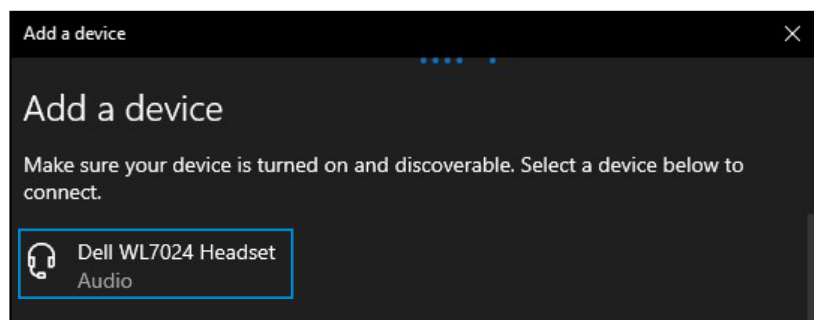 Add a device
Add a device
Make sure your device is turned on and discoverable. Select a device below to
connect.
Dell WL7024 Headset
Audio